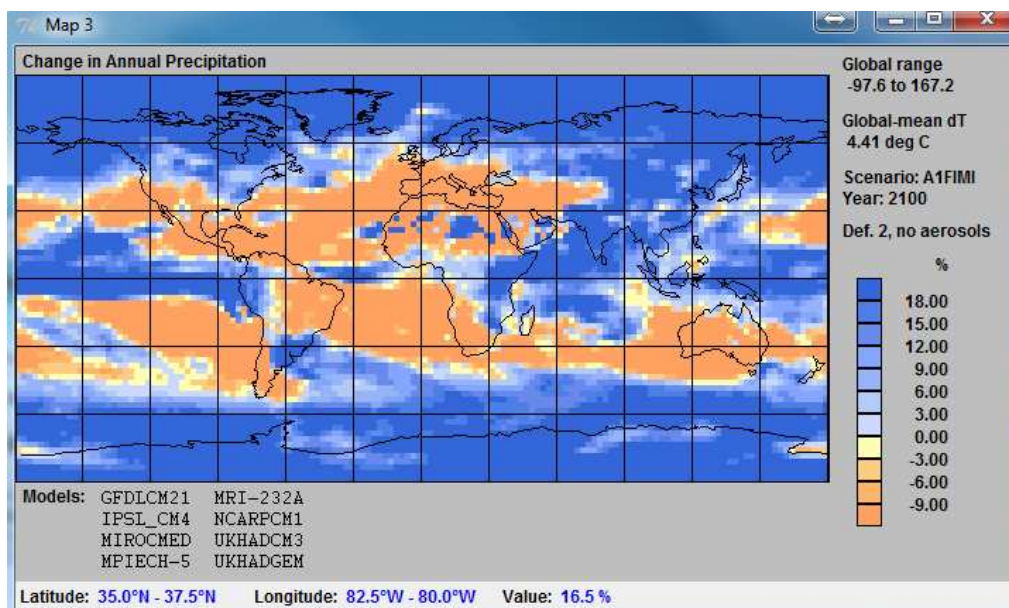 Map 3
Change in Annual Precipitation
Global range
-97.6 to 167.2
Global-mean dT
4.41 deg C
Scenario: A1FIMI
Year: 2100
Def. 2, no aerosols
%
18.00
15.00
12.00
9.00
6.00
3.00
0.00
-3.00
-6.00
-9.00
Models: GFDLCM21 MRI-232A
IPSL_CM4 NCARPCM1
MIROCMED UKHADCM3
MPIECH-5 UKHADGEM
Latitude: 35.0°N - 37.5°N Longitude: 82.5°W - 80.0°W Value: 16.5 %